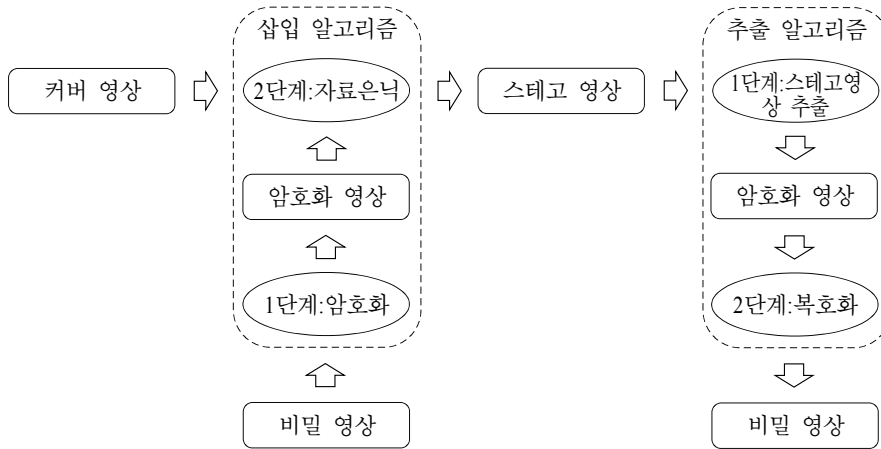 삽입 알고리즘
추출 알고리즘
커버 영상
2단계:자료은닉
스테고 영상
1단계:스테고영
상 추출
암호화 영상
암호화 영상
1단계:암호화
2단계:복호화
비밀 영상
비밀 영상